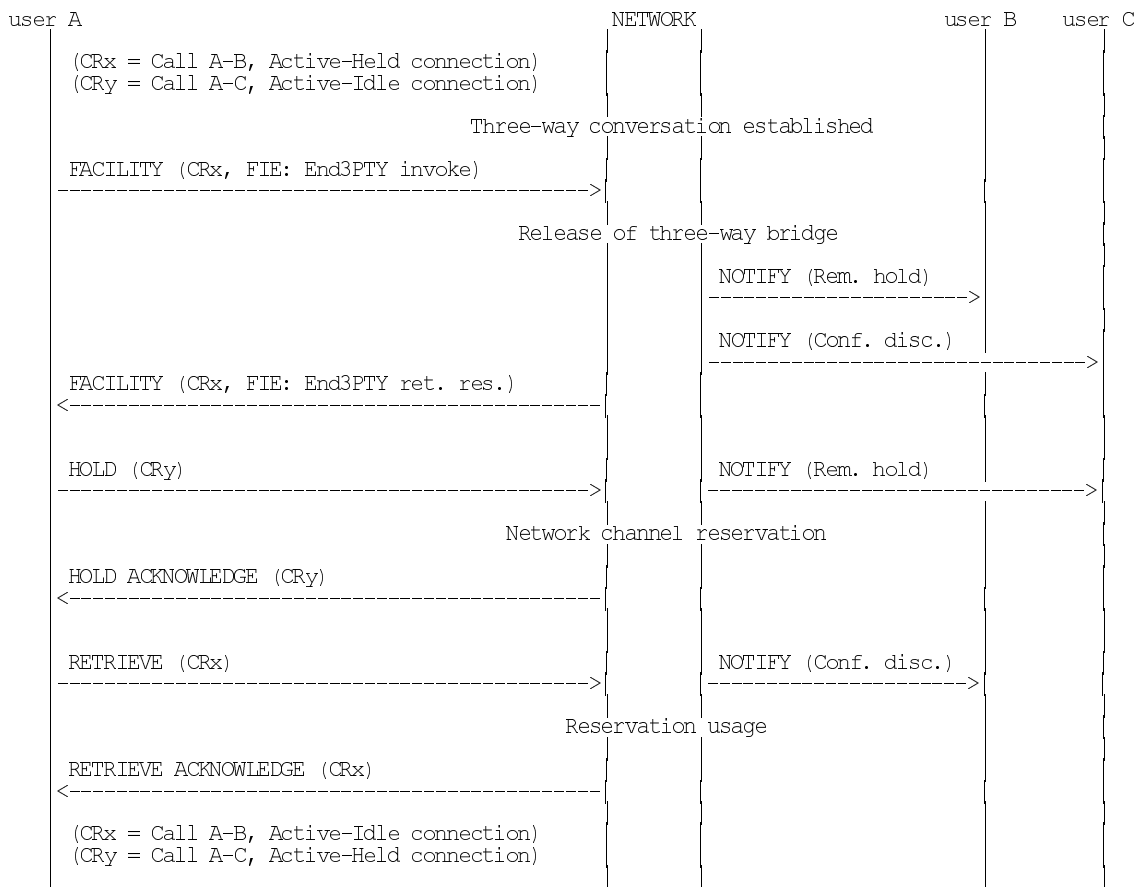 user A NETWORK user B user C
(CRx = Call A-B, Active-Held connection)
(CRy = Call A-C, Active-Idle connection)
Three-way conversation established
FACILITY (CRx, FIE: End3PTY invoke)
Release of three-way bridge
NOTIFY (Rem. hold)
NOTIFY (Conf. disc.)
FACILITY (CRx, FIE: End3PTY ret. res.)
HOLD (CRy) NOTIFY (Rem. hold)
Network channel reservation
HOLD ACKNOWLEDGE (CRy)
RETRIEVE (CRx) NOTIFY (Conf. disc.)
Reservation usage
RETRIEVE ACKNOWLEDGE (CRx)
(CRx = Call A-B, Active-Idle connection)
(CRy = Call A-C, Active-Held connection)